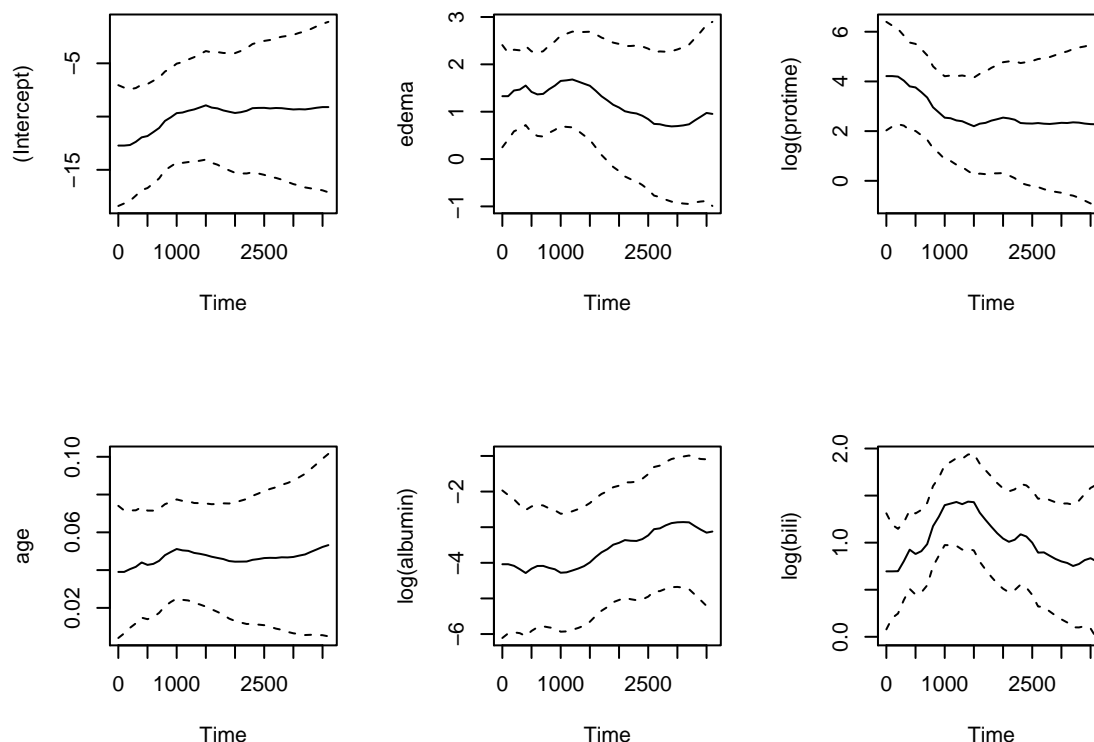 (Intercept)
−5
−15
0 1000 2500
Time
edema
3
2
1
0
−1
0 1000 2500
Time
log(protime)
6
4
2
0
0 1000 2500
Time
age
0.10
0.06
0.02
0 1000 2500
Time
log(albumin)
−2
−4
−6
0 1000 2500
Time
log(bili)
2.0
1.0
0.0
0 1000 2500
Time